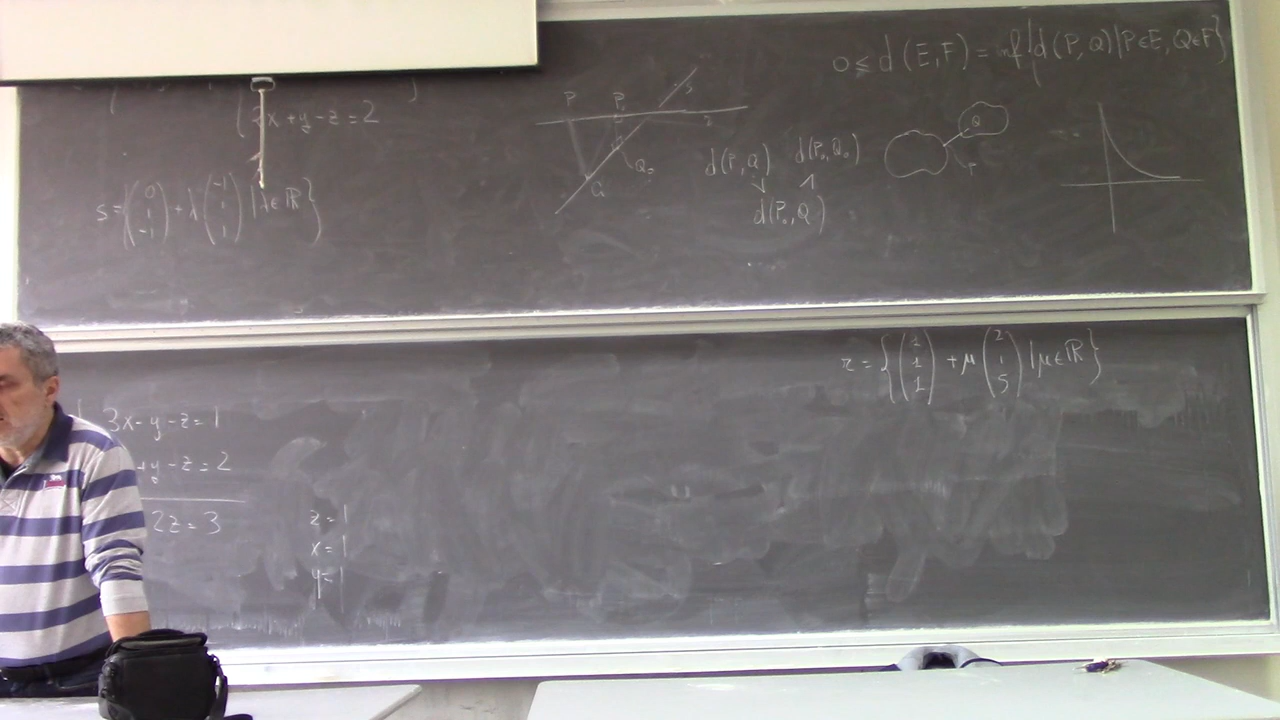 0 ≤ d(E,F) = inf{d(P,Q) | P∈E, Q∈F}
x+y-z=2
s={(0 1 -1) + λ(-1 1 1) | λ∈ℝ}
P P₀ s
r
Q Q₀
d(P,Q) d(P₀,Q₀)
d(P₀,Q)
Q
P
r={(1 1 1) + μ(2 1 5) | μ∈ℝ}
3x-y-z=1
+y-z=2
2z=3
z=1
x=1
y=1